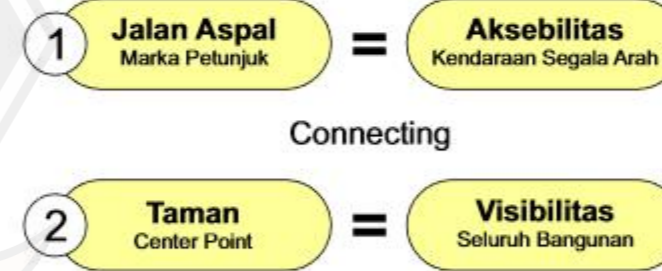 1
Jalan Aspal
Marka Petunjuk
=
Aksebilitas
Kendaraan Segala Arah
Connecting
2
Taman
Center Point
=
Visibilitas
Seluruh Bangunan